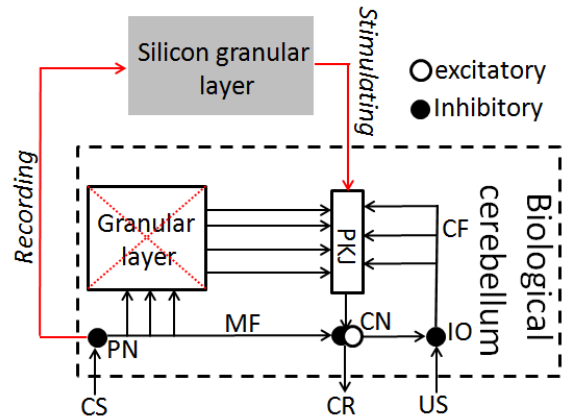 Silicon granular
layer
Stimulating
excitatory
Inhibitory
Recording
Biological
cerebellum
Granular
layer
PKJ
CF
MF
CN
PN
IO
CS
CR
US